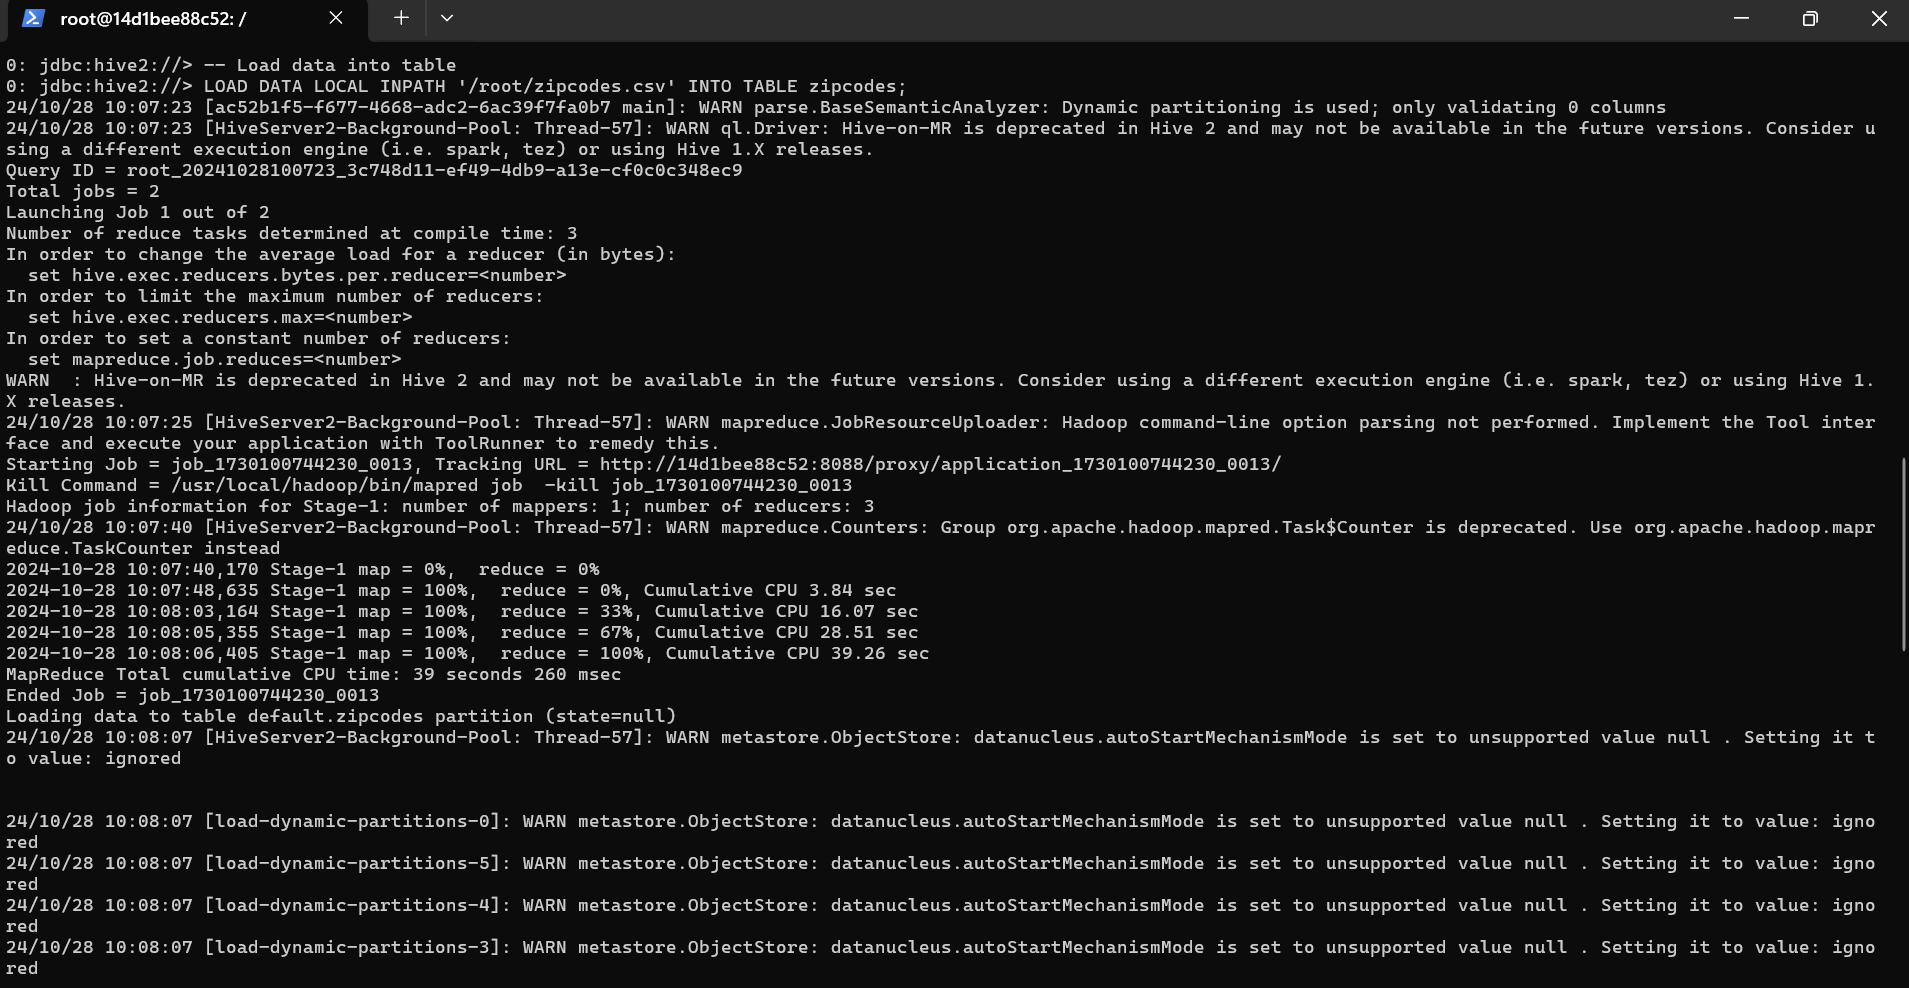 root@14d1bee88c52: /
0: jdbc:hive2://> -- Load data into table
0: jdbc:hive2://> LOAD DATA LOCAL INPATH '/root/zipcodes.csv' INTO TABLE zipcodes;
24/10/28 10:07:23 [ac52b1f5-f677-4668-adc2-6ac39f7fa0b7 main]: WARN parse.BaseSemanticAnalyzer: Dynamic partitioning is used; only validating 0 columns
24/10/28 10:07:23 [HiveServer2-Background-Pool: Thread-57]: WARN ql.Driver: Hive-on-MR is deprecated in Hive 2 and may not be available in the future versions. Consider u
sing a different execution engine (i.e. spark, tez) or using Hive 1.X releases.
Query ID = root_20241028100723_3c748d11-ef49-4db9-a13e-cf0c0c348ec9
Total jobs = 2
Launching Job 1 out of 2
Number of reduce tasks determined at compile time: 3
In order to change the average load for a reducer (in bytes):
  set hive.exec.reducers.bytes.per.reducer=<number>
In order to limit the maximum number of reducers:
  set hive.exec.reducers.max=<number>
In order to set a constant number of reducers:
  set mapreduce.job.reduces=<number>
WARN  : Hive-on-MR is deprecated in Hive 2 and may not be available in the future versions. Consider using a different execution engine (i.e. spark, tez) or using Hive 1.
X releases.
24/10/28 10:07:25 [HiveServer2-Background-Pool: Thread-57]: WARN mapreduce.JobResourceUploader: Hadoop command-line option parsing not performed. Implement the Tool inter
face and execute your application with ToolRunner to remedy this.
Starting Job = job_1730100744230_0013, Tracking URL = http://14d1bee88c52:8088/proxy/application_1730100744230_0013/
Kill Command = /usr/local/hadoop/bin/mapred job  -kill job_1730100744230_0013
Hadoop job information for Stage-1: number of mappers: 1; number of reducers: 3
24/10/28 10:07:40 [HiveServer2-Background-Pool: Thread-57]: WARN mapreduce.Counters: Group org.apache.hadoop.mapred.Task$Counter is deprecated. Use org.apache.hadoop.mapr
educe.TaskCounter instead
2024-10-28 10:07:40,170 Stage-1 map = 0%,  reduce = 0%
2024-10-28 10:07:48,635 Stage-1 map = 100%,  reduce = 0%, Cumulative CPU 3.84 sec
2024-10-28 10:08:03,164 Stage-1 map = 100%,  reduce = 33%, Cumulative CPU 16.07 sec
2024-10-28 10:08:05,355 Stage-1 map = 100%,  reduce = 67%, Cumulative CPU 28.51 sec
2024-10-28 10:08:06,405 Stage-1 map = 100%,  reduce = 100%, Cumulative CPU 39.26 sec
MapReduce Total cumulative CPU time: 39 seconds 260 msec
Ended Job = job_1730100744230_0013
Loading data to table default.zipcodes partition (state=null)
24/10/28 10:08:07 [HiveServer2-Background-Pool: Thread-57]: WARN metastore.ObjectStore: datanucleus.autoStartMechanismMode is set to unsupported value null . Setting it t
o value: ignored
24/10/28 10:08:07 [load-dynamic-partitions-0]: WARN metastore.ObjectStore: datanucleus.autoStartMechanismMode is set to unsupported value null . Setting it to value: igno
red
24/10/28 10:08:07 [load-dynamic-partitions-5]: WARN metastore.ObjectStore: datanucleus.autoStartMechanismMode is set to unsupported value null . Setting it to value: igno
red
24/10/28 10:08:07 [load-dynamic-partitions-4]: WARN metastore.ObjectStore: datanucleus.autoStartMechanismMode is set to unsupported value null . Setting it to value: igno
red
24/10/28 10:08:07 [load-dynamic-partitions-3]: WARN metastore.ObjectStore: datanucleus.autoStartMechanismMode is set to unsupported value null . Setting it to value: igno
red